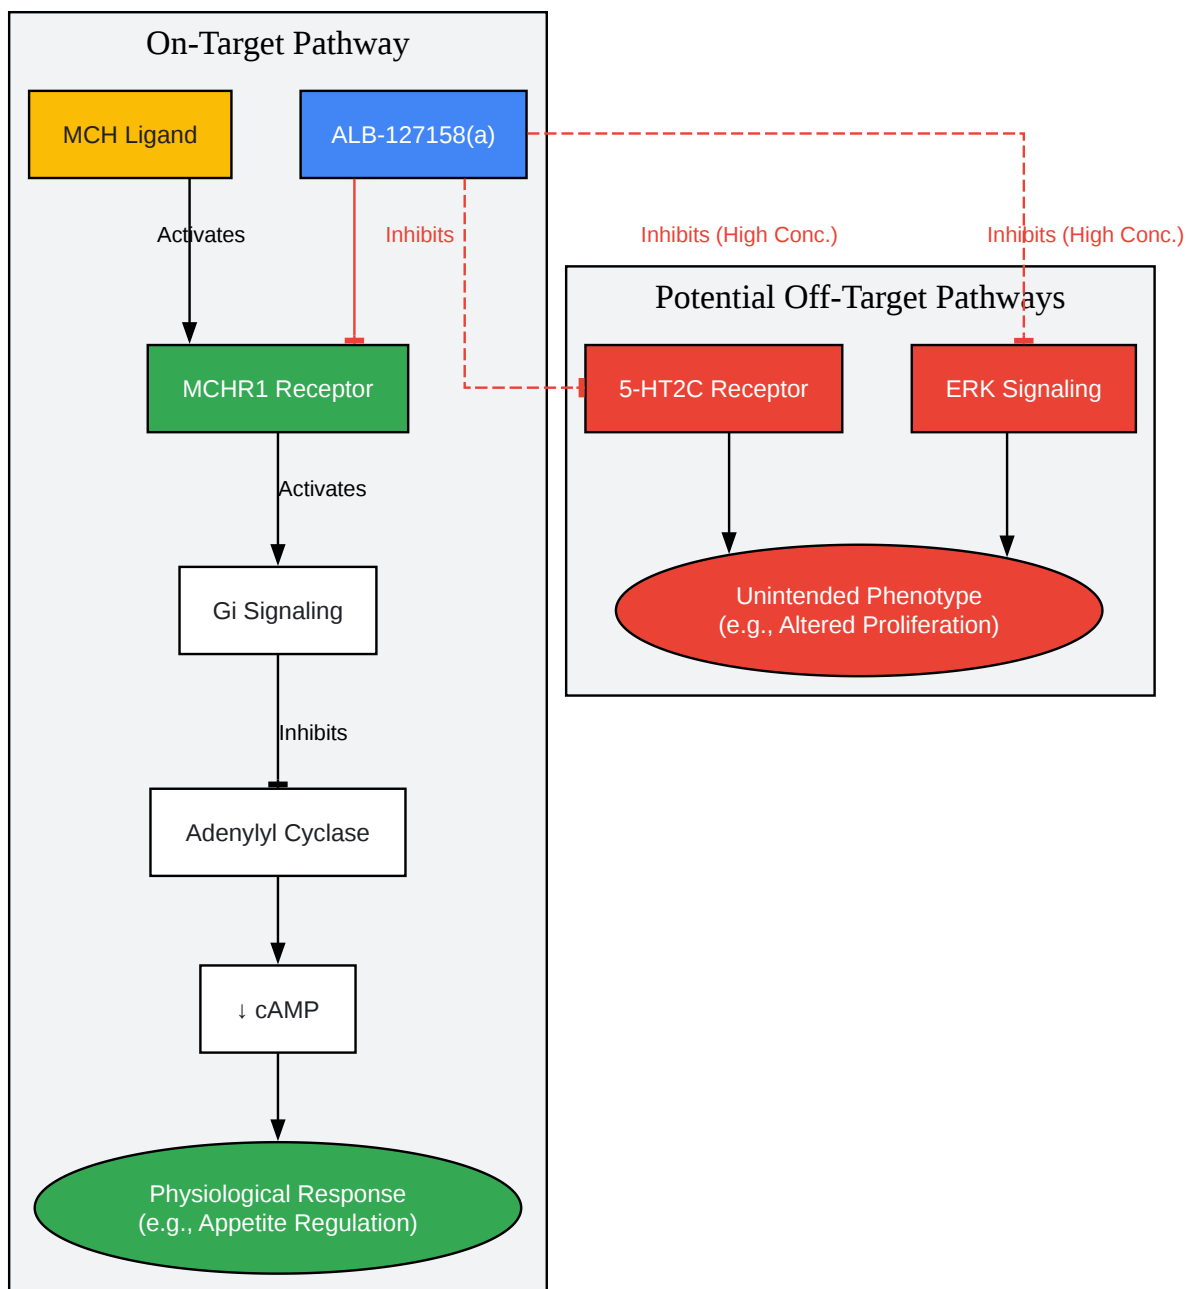 On-Target Pathway
MCH Ligand
ALB-127158(a)
Activates
Inhibits
Inhibits (High Conc.)
Inhibits (High Conc.)
Potential Off-Target Pathways
MCHR1 Receptor
5-HT2C Receptor
ERK Signaling
Activates
Gi Signaling
Unintended Phenotype
(e.g., Altered Proliferation)
Inhibits
Adenylyl Cyclase
↓ cAMP
Physiological Response
(e.g., Appetite Regulation)